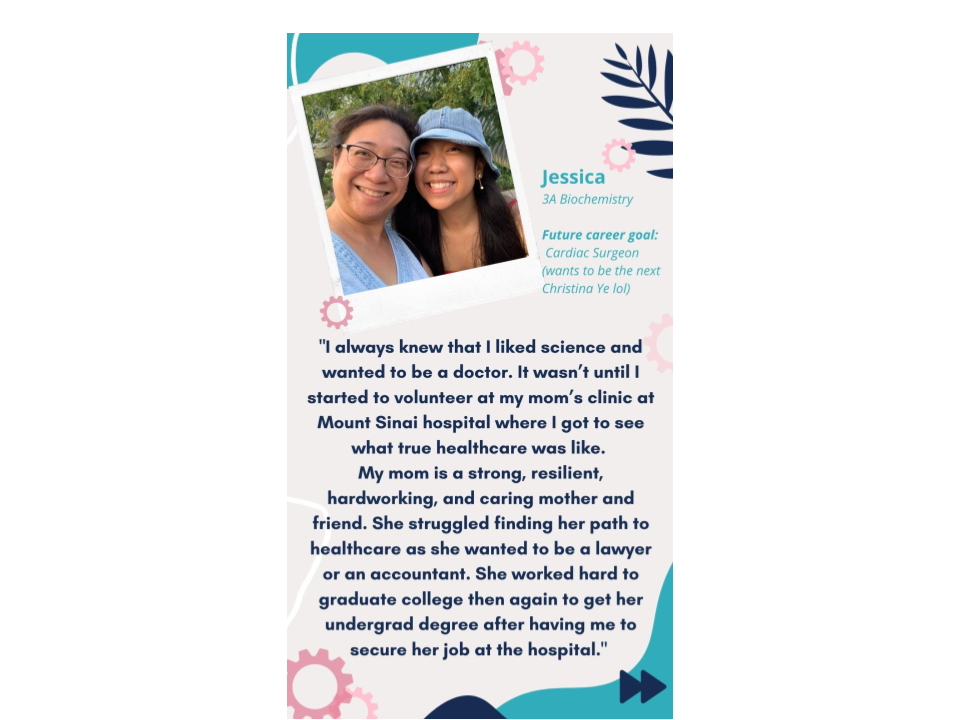 Jessica
3A Biochemistry
Future career goal:
Cardiac Surgeon
(wants to be the next
Christina Ye lol)
"I always knew that I liked science and
wanted to be a doctor. It wasn’t until I
started to volunteer at my mom’s clinic at
Mount Sinai hospital where I got to see
what true healthcare was like.
My mom is a strong, resilient,
hardworking, and caring mother and
friend. She struggled finding her path to
healthcare as she wanted to be a lawyer
or an accountant. She worked hard to
graduate college then again to get her
undergrad degree after having me to
secure her job at the hospital."